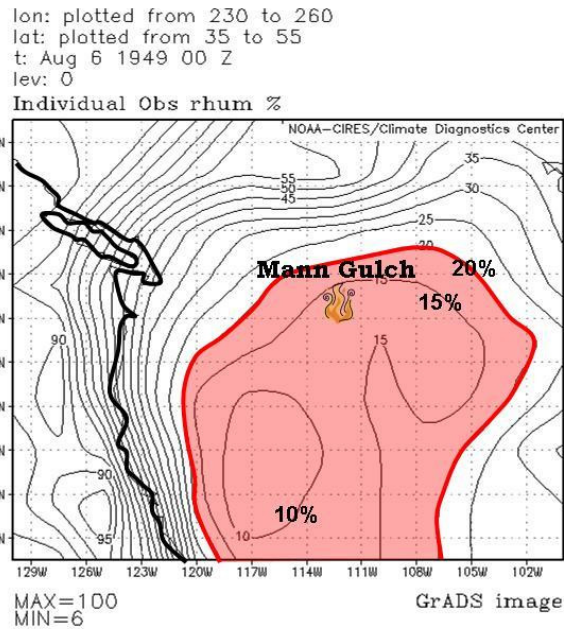 lon: plotted from 230 to 260
lat: plotted from 35 to 55
t: Aug 6 1949 00 Z
lev: 0
Individual Obs rhum %
NOAA-CIRES/Climate Diagnostics Center
35
55
50
30
45
25
20
Mann Gulch
20%
15
15%
90
15
90
10%
10
95
129W 126W 123W 120W 117W 114W 111W 108W 105W 102W
MAX=100
GrADS image
MIN=6